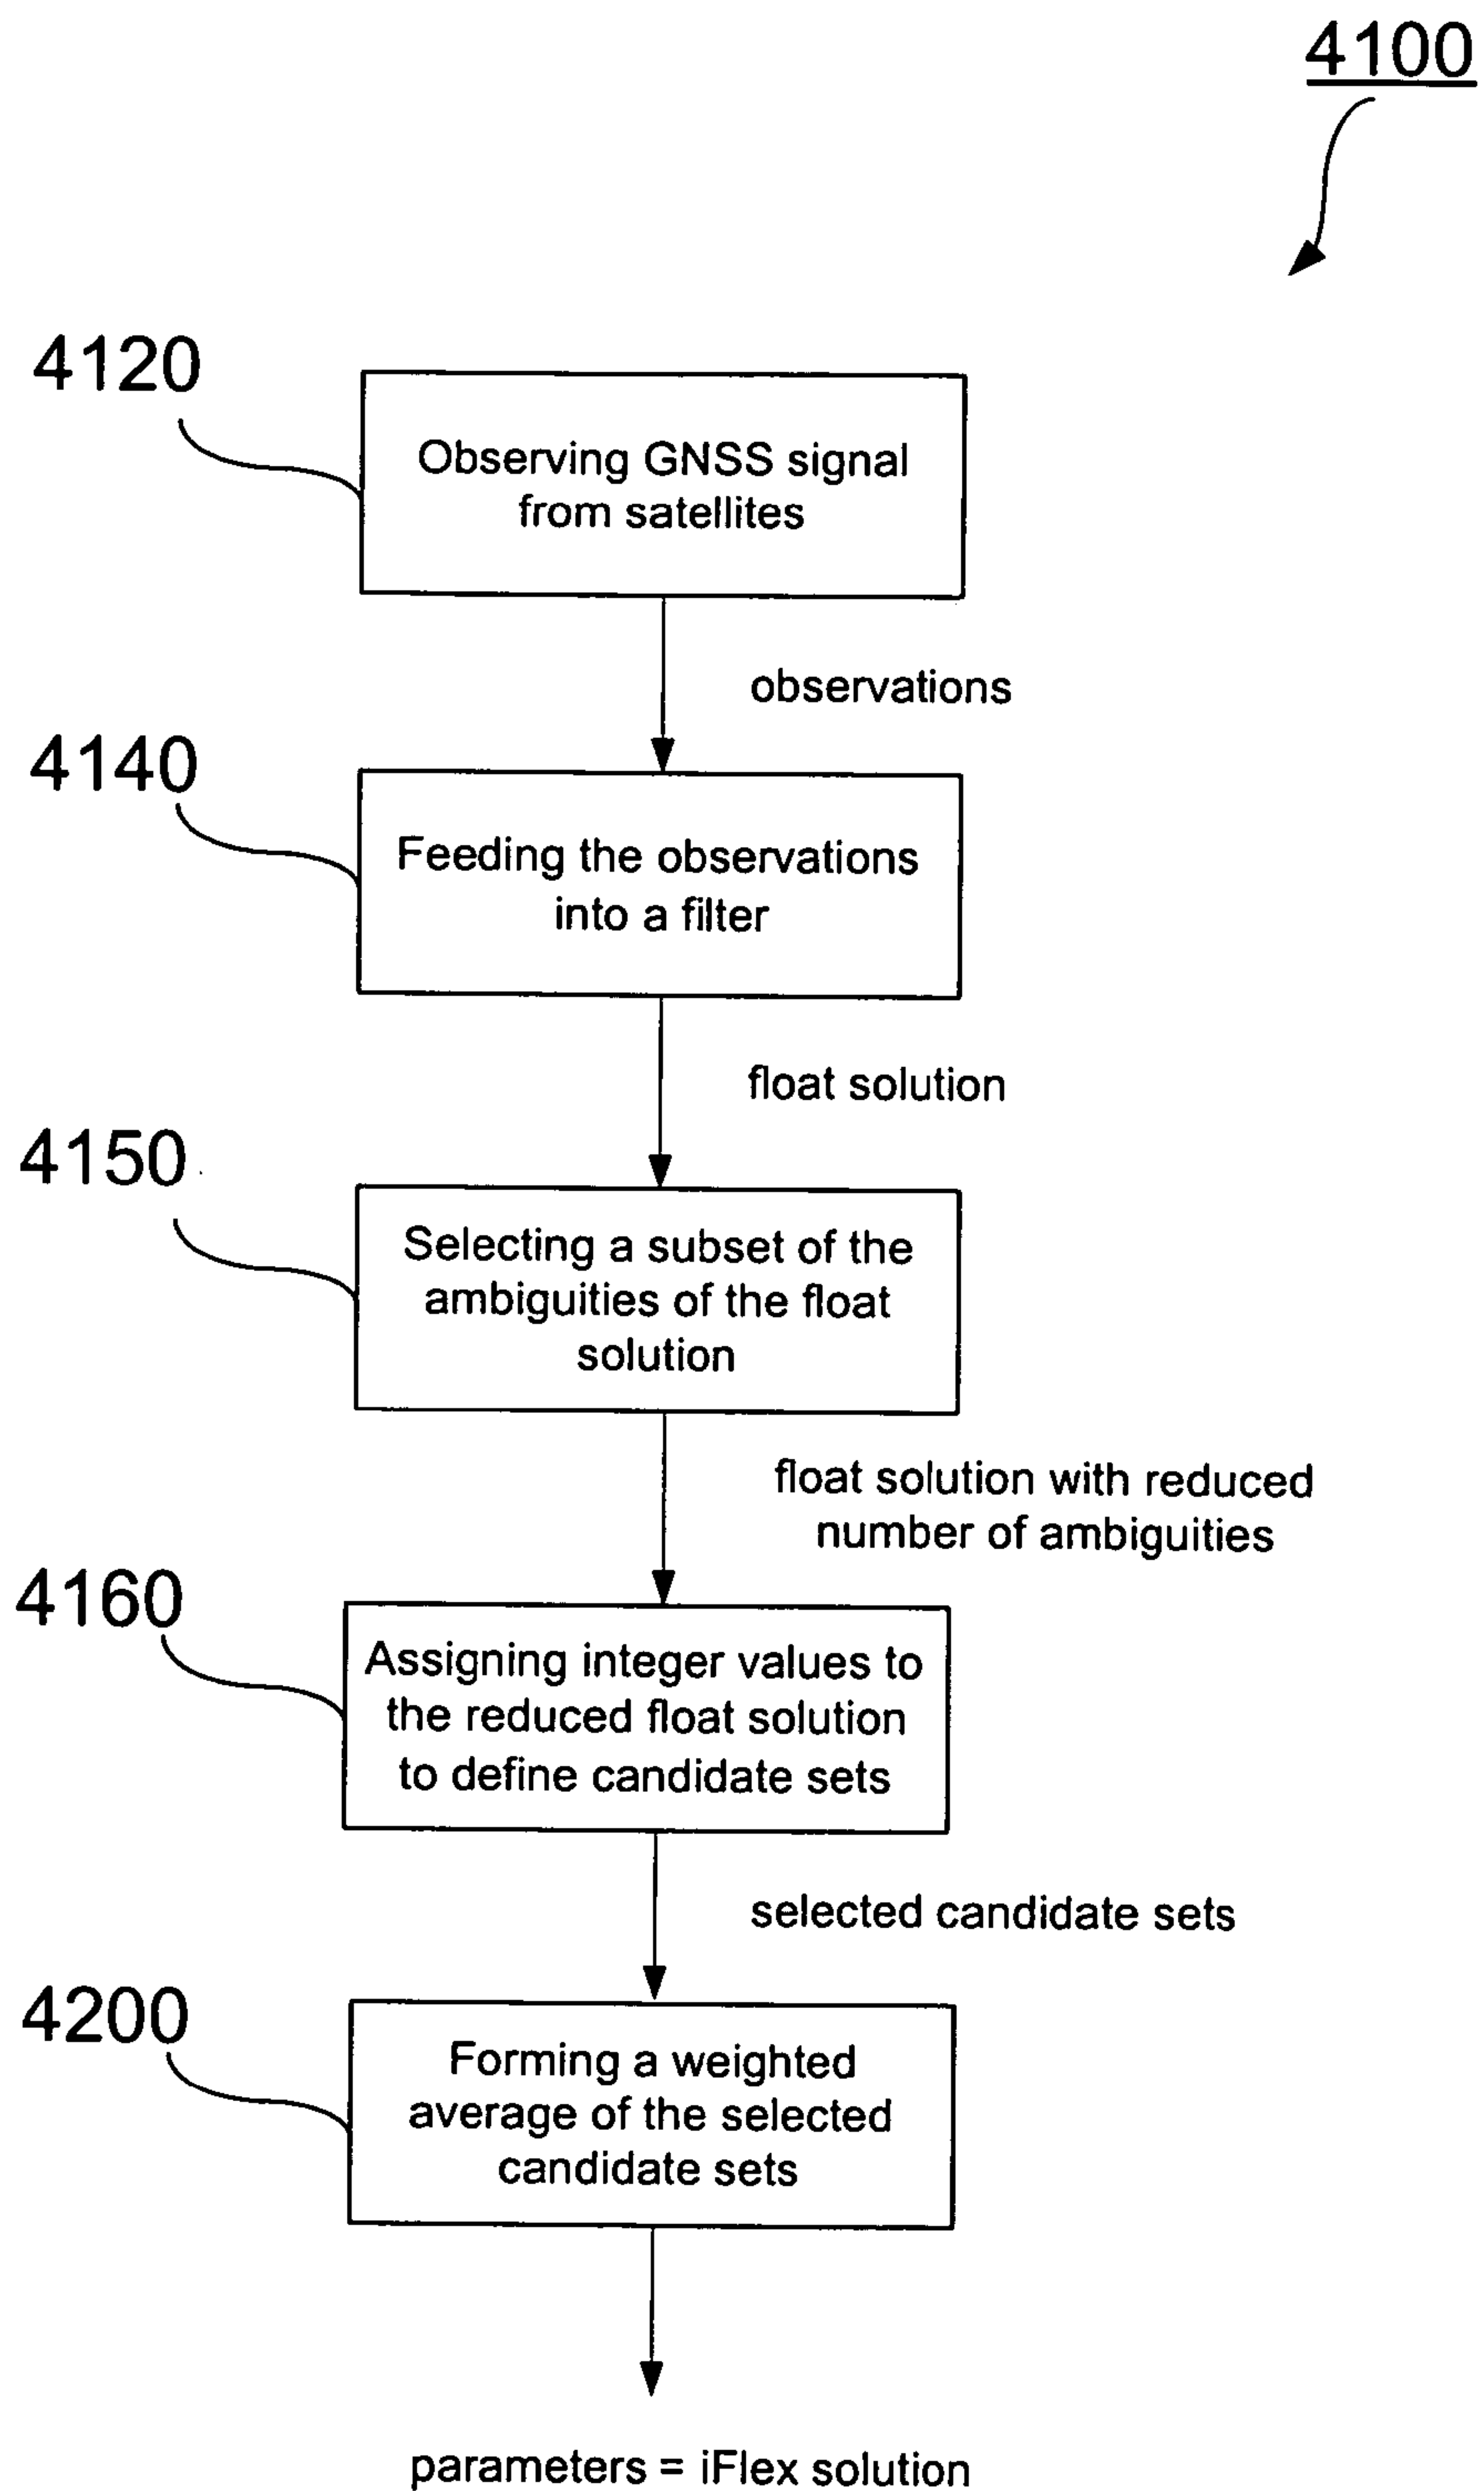 4100
4120
Observing GNSS signal
from satellites
observations
4140
Feeding the observations
into a filter
float solution
4150
Selecting a subset of the
ambiguities of the float
solution
float solution with reduced
number of ambiguities
4160
Assigning integer values to
the reduced float solution
to define candidate sets
selected candidate sets
4200
Forming a weighted
average of the selected
candidate sets
parameters = iFlex solution